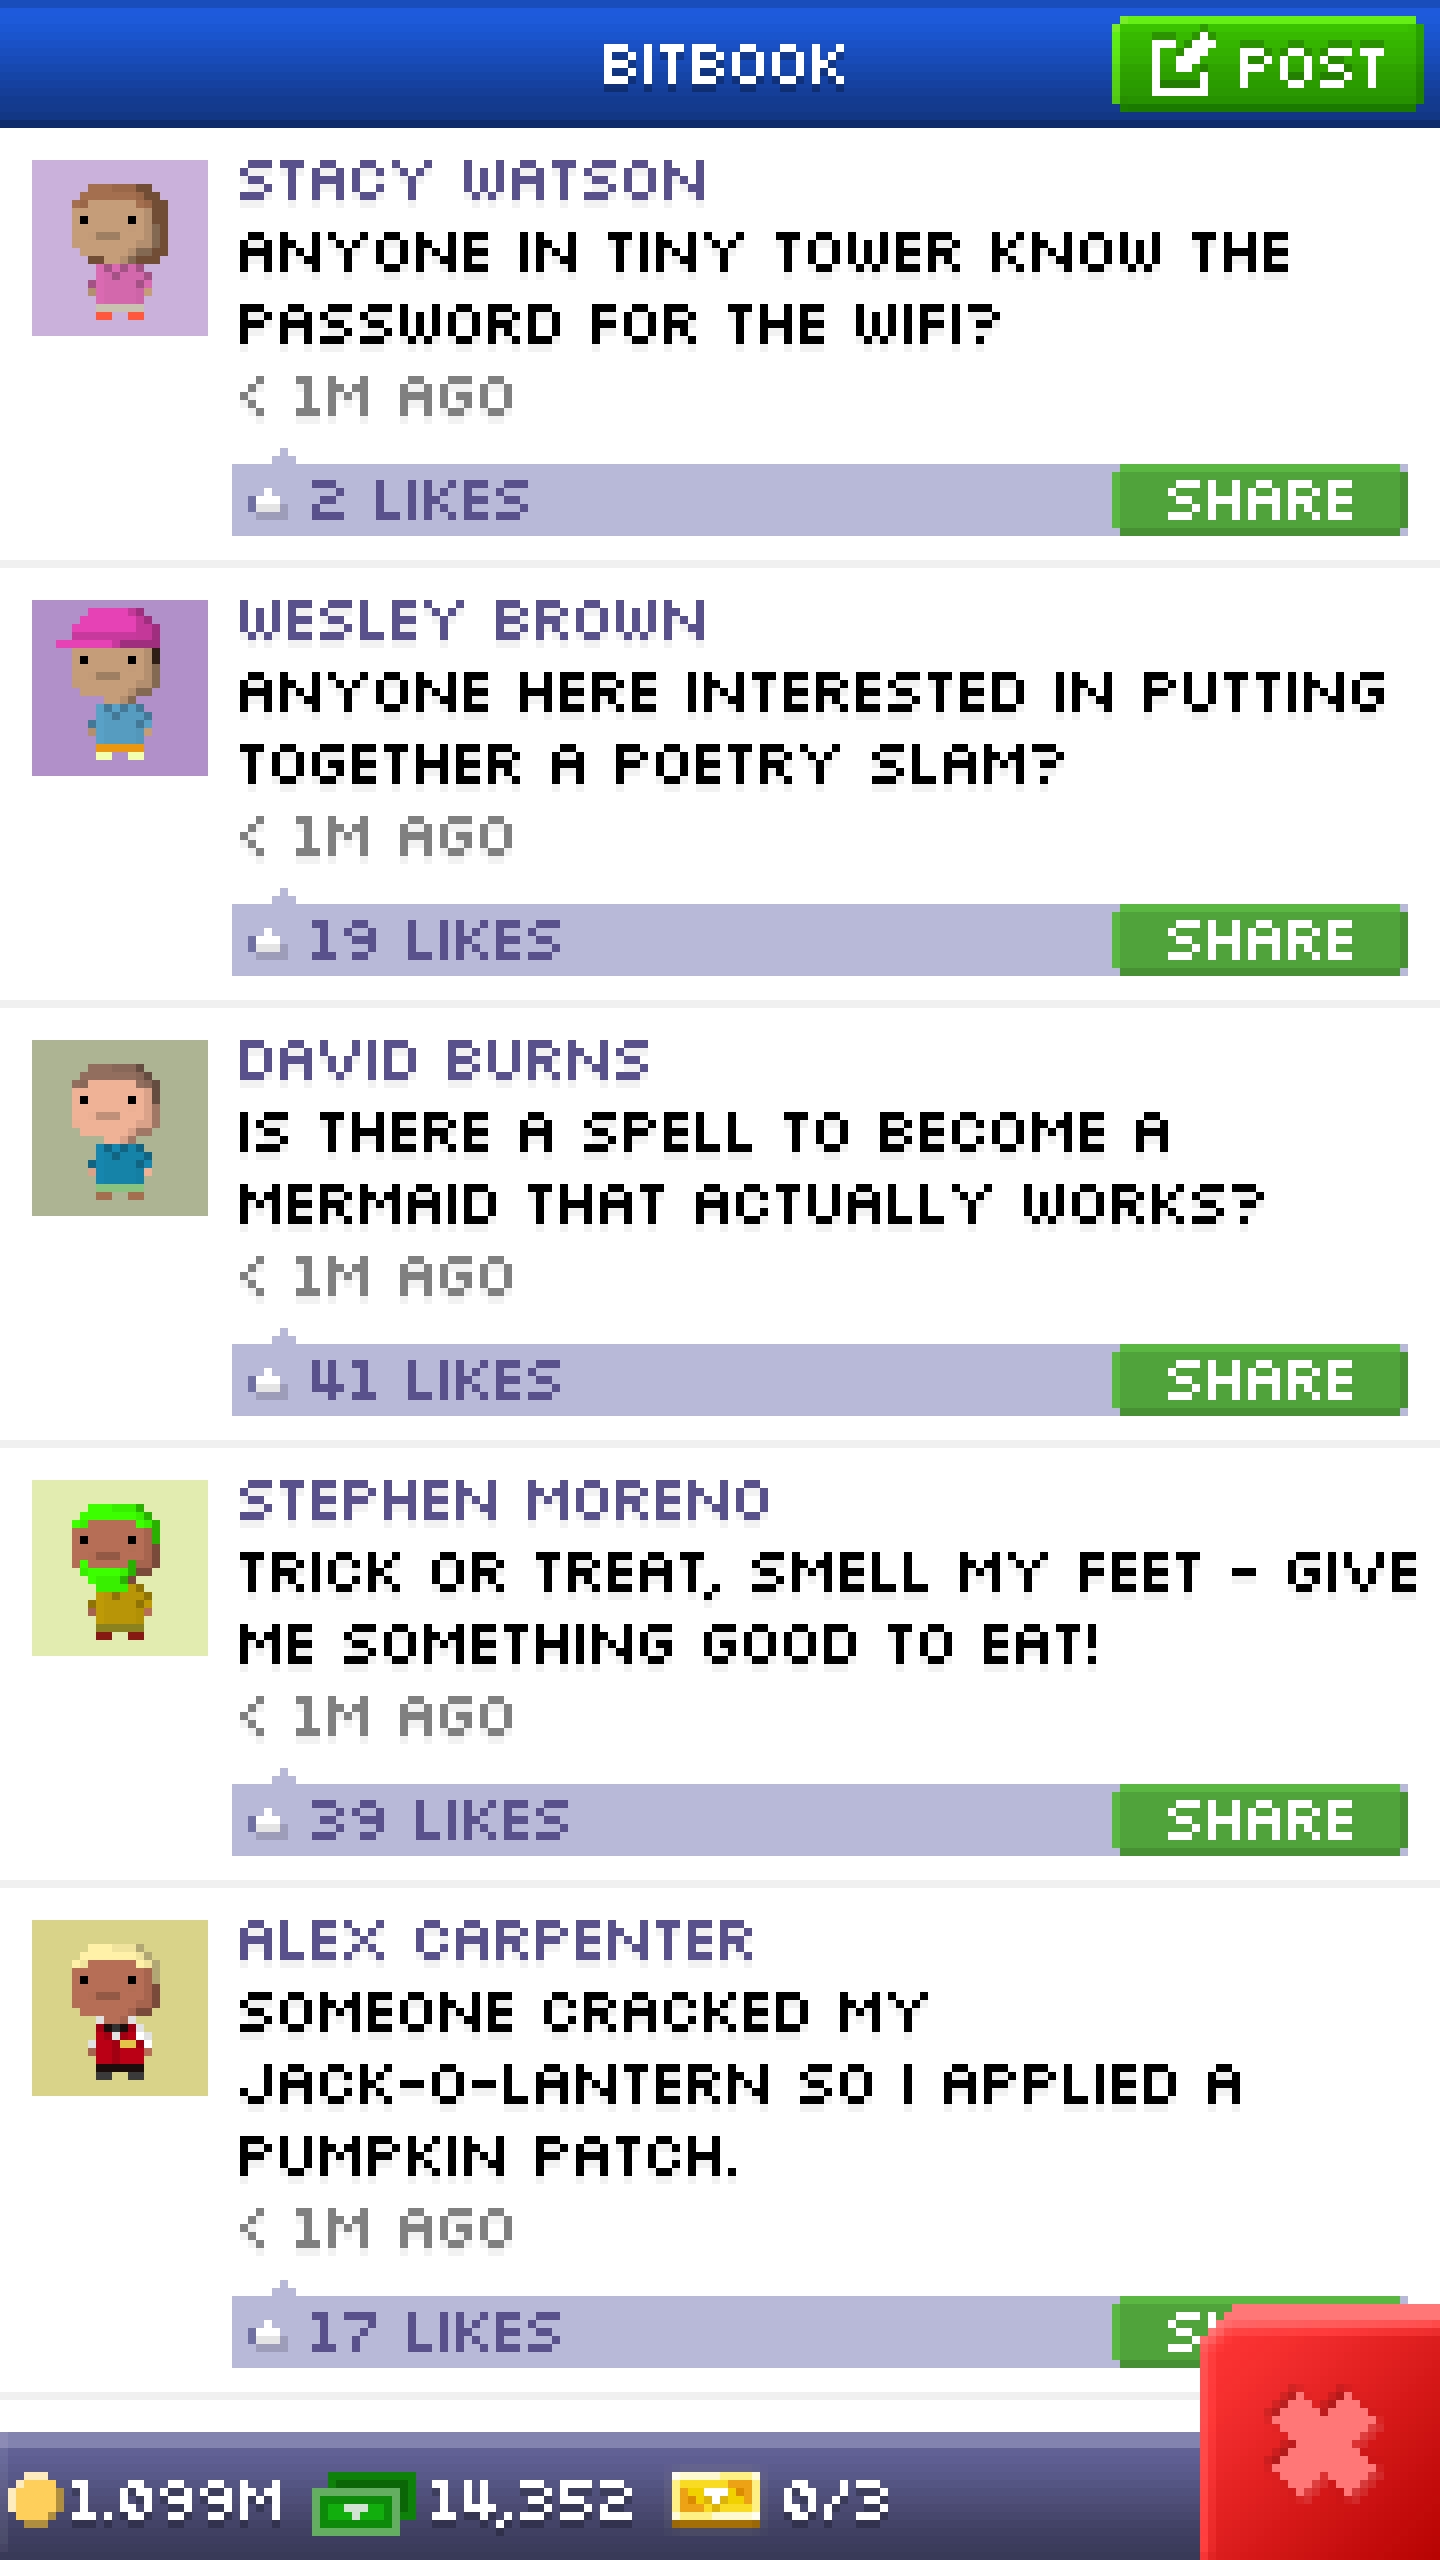 BITBOOK
POST
STACY WATSON
ANYONE IN TINY TOWER KNOW THE
PASSWORD FOR THE WIFI?
< 1M AGO
2 LIKES
SHARE
WESLEY BROWN
ANYONE HERE INTERESTED IN PUTTING
TOGETHER A POETRY SLAM?
< 1M AGO
19 LIKES
SHARE
DAVID BURNS
IS THERE A SPELL TO BECOME A
MERMAID THAT ACTUALLY WORKS?
< 1M AGO
41 LIKES
SHARE
STEPHEN MORENO
TRICK OR TREAT, SMELL MY FEET - GIVE
ME SOMETHING GOOD TO EAT!
< 1M AGO
39 LIKES
SHARE
ALEX CARPENTER
SOMEONE CRACKED MY
JACK-O-LANTERN SO I APPLIED A
PUMPKIN PATCH.
< 1M AGO
17 LIKES
1.099M 14,352 0/3